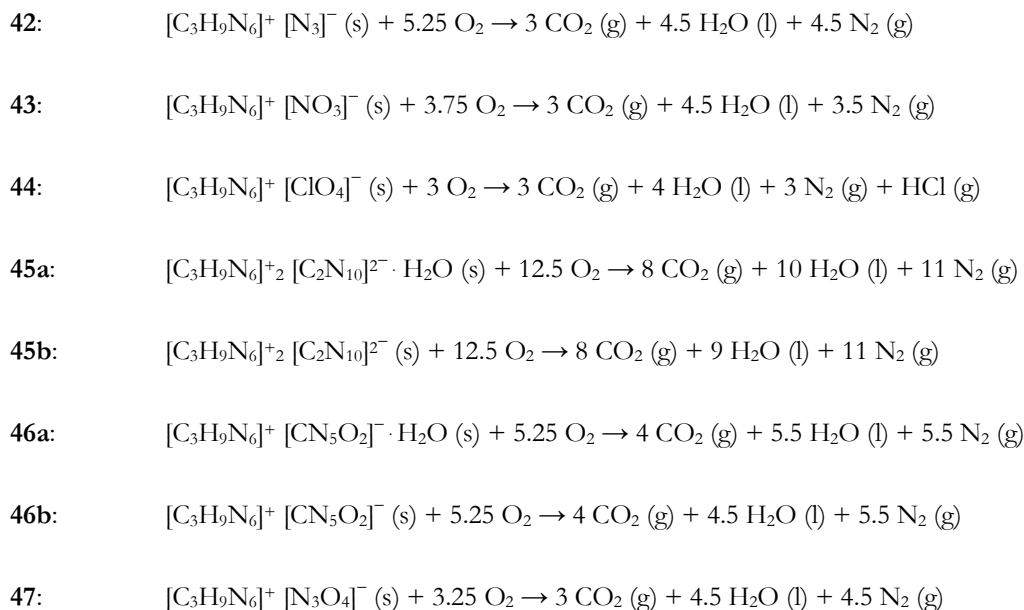 42: [C₃H₉N₆]⁺ [N₃]⁻ (s) + 5.25 O₂ → 3 CO₂ (g) + 4.5 H₂O (l) + 4.5 N₂ (g)
43: [C₃H₉N₆]⁺ [NO₃]⁻ (s) + 3.75 O₂ → 3 CO₂ (g) + 4.5 H₂O (l) + 3.5 N₂ (g)
44: [C₃H₉N₆]⁺ [ClO₄]⁻ (s) + 3 O₂ → 3 CO₂ (g) + 4 H₂O (l) + 3 N₂ (g) + HCl (g)
45a: [C₃H₉N₆]⁺₂ [C₂N₁₀]²⁻ · H₂O (s) + 12.5 O₂ → 8 CO₂ (g) + 10 H₂O (l) + 11 N₂ (g)
45b: [C₃H₉N₆]⁺₂ [C₂N₁₀]²⁻ (s) + 12.5 O₂ → 8 CO₂ (g) + 9 H₂O (l) + 11 N₂ (g)
46a: [C₃H₉N₆]⁺ [CN₅O₂]⁻ · H₂O (s) + 5.25 O₂ → 4 CO₂ (g) + 5.5 H₂O (l) + 5.5 N₂ (g)
46b: [C₃H₉N₆]⁺ [CN₅O₂]⁻ (s) + 5.25 O₂ → 4 CO₂ (g) + 4.5 H₂O (l) + 5.5 N₂ (g)
47: [C₃H₉N₆]⁺ [N₃O₄]⁻ (s) + 3.25 O₂ → 3 CO₂ (g) + 4.5 H₂O (l) + 4.5 N₂ (g)